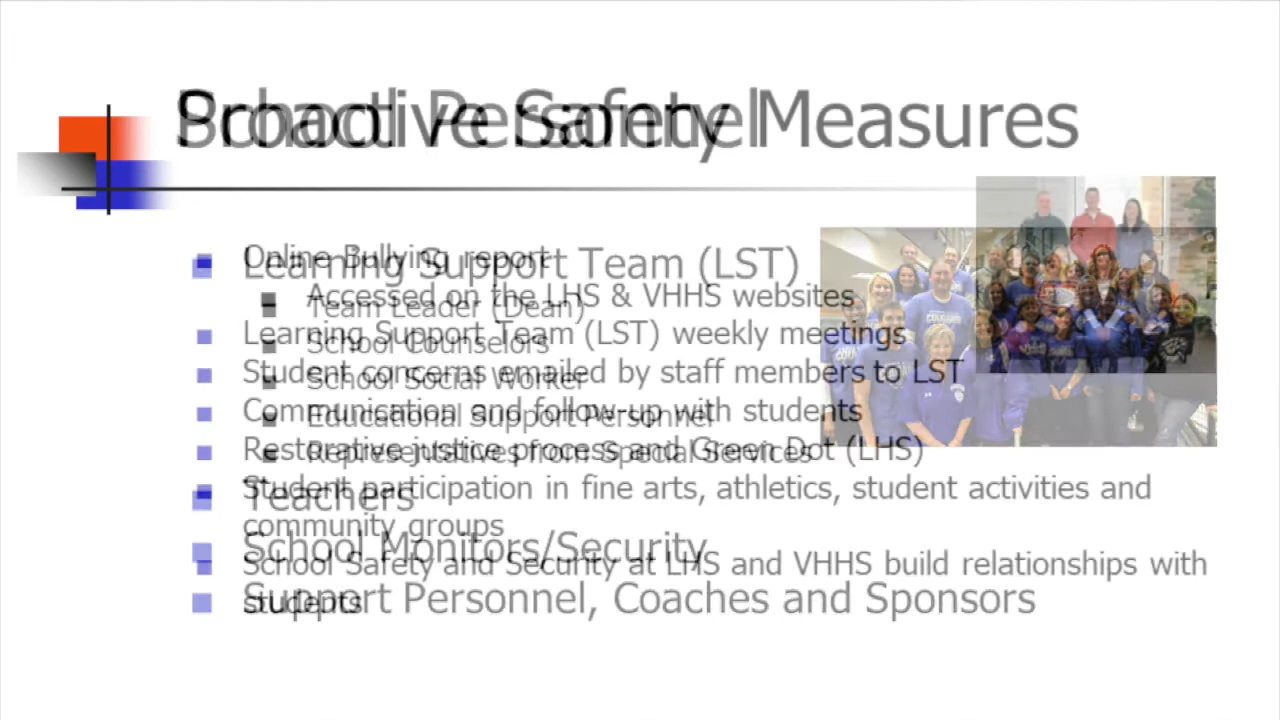 School Personnel
Proactive Safety Measures
Learning Support Team (LST)
Team Leader (Dean)
School Counselors
School Social Worker
Educational Support Personnel
Representatives from Special Services
Teachers
School Monitors/Security
Support Personnel, Coaches and Sponsors
Online Bullying report
Accessed on the LHS & VHHS websites
Learning Support Team (LST) weekly meetings
Student concerns emailed by staff members to LST
Communication and follow-up with students
Restorative justice process and Green Dot (LHS)
Student participation in fine arts, athletics, student activities and
community groups
School Safety and Security at LHS and VHHS build relationships with
students